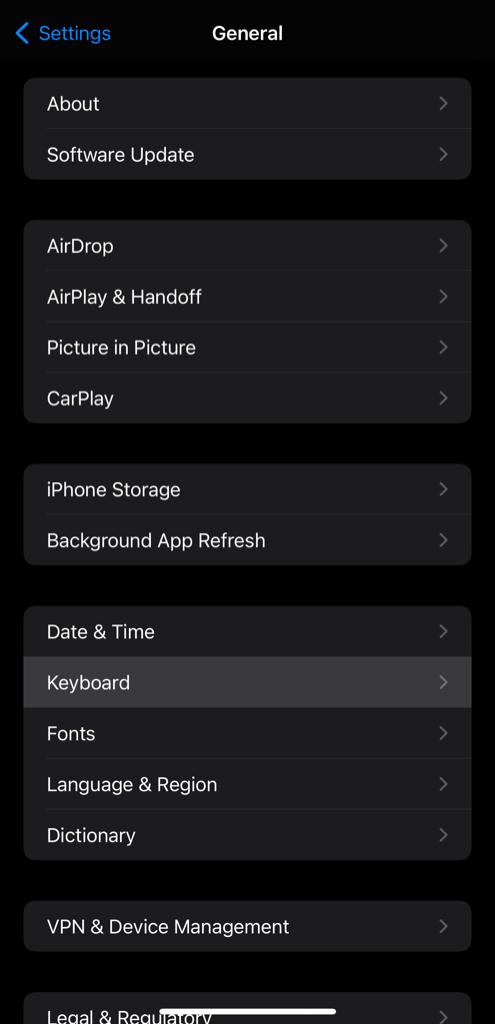 Settings
General
About
Software Update
AirDrop
AirPlay & Handoff
Picture in Picture
CarPlay
iPhone Storage
Background App Refresh
Date & Time
Keyboard
Fonts
Language & Region
Dictionary
VPN & Device Management
Legal & Regulatory